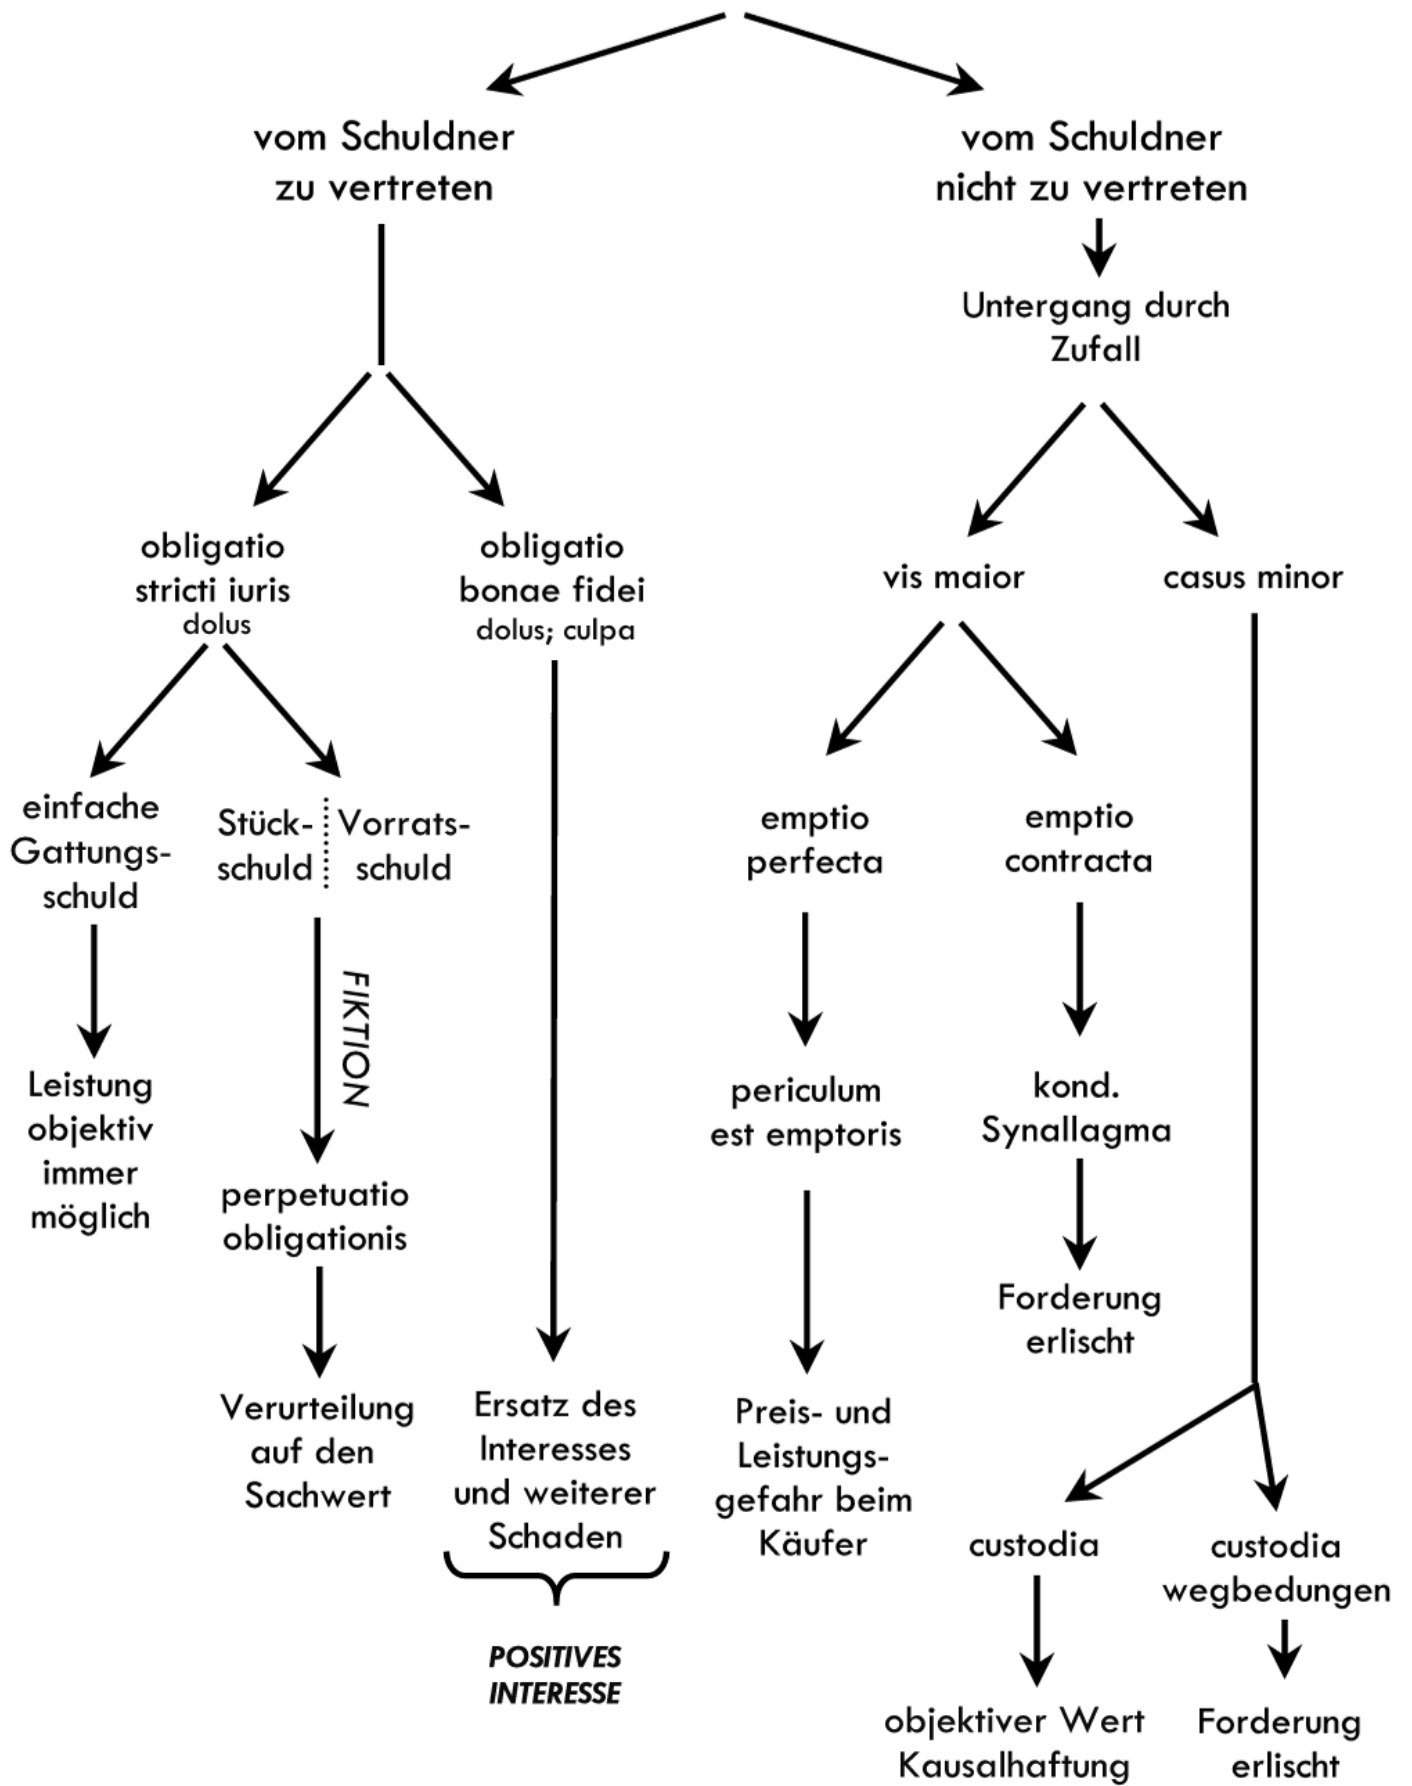 vom Schuldner
zu vertreten
vom Schuldner
nicht zu vertreten
Untergang durch
Zufall
obligatio
stricti iuris
dolus
obligatio
bonae fidei
dolus; culpa
vis maior
casus minor
einfache
Gattungs-
schuld
Stück-
schuld
Vorrats-
schuld
emptio
perfecta
emptio
contracta
FIKTION
Leistung
objektiv
immer
möglich
perpetuatio
obligationis
periculum
est emptoris
kond.
Synallagma
Forderung
erlischt
Verurteilung
auf den
Sachwert
Ersatz des
Interesses
und weiterer
Schaden
Preis- und
Leistungs-
gefahr beim
Käufer
custodia
custodia
wegbedungen
POSITIVES
INTERESSE
objektiver Wert
Kausalhaftung
Forderung
erlischt